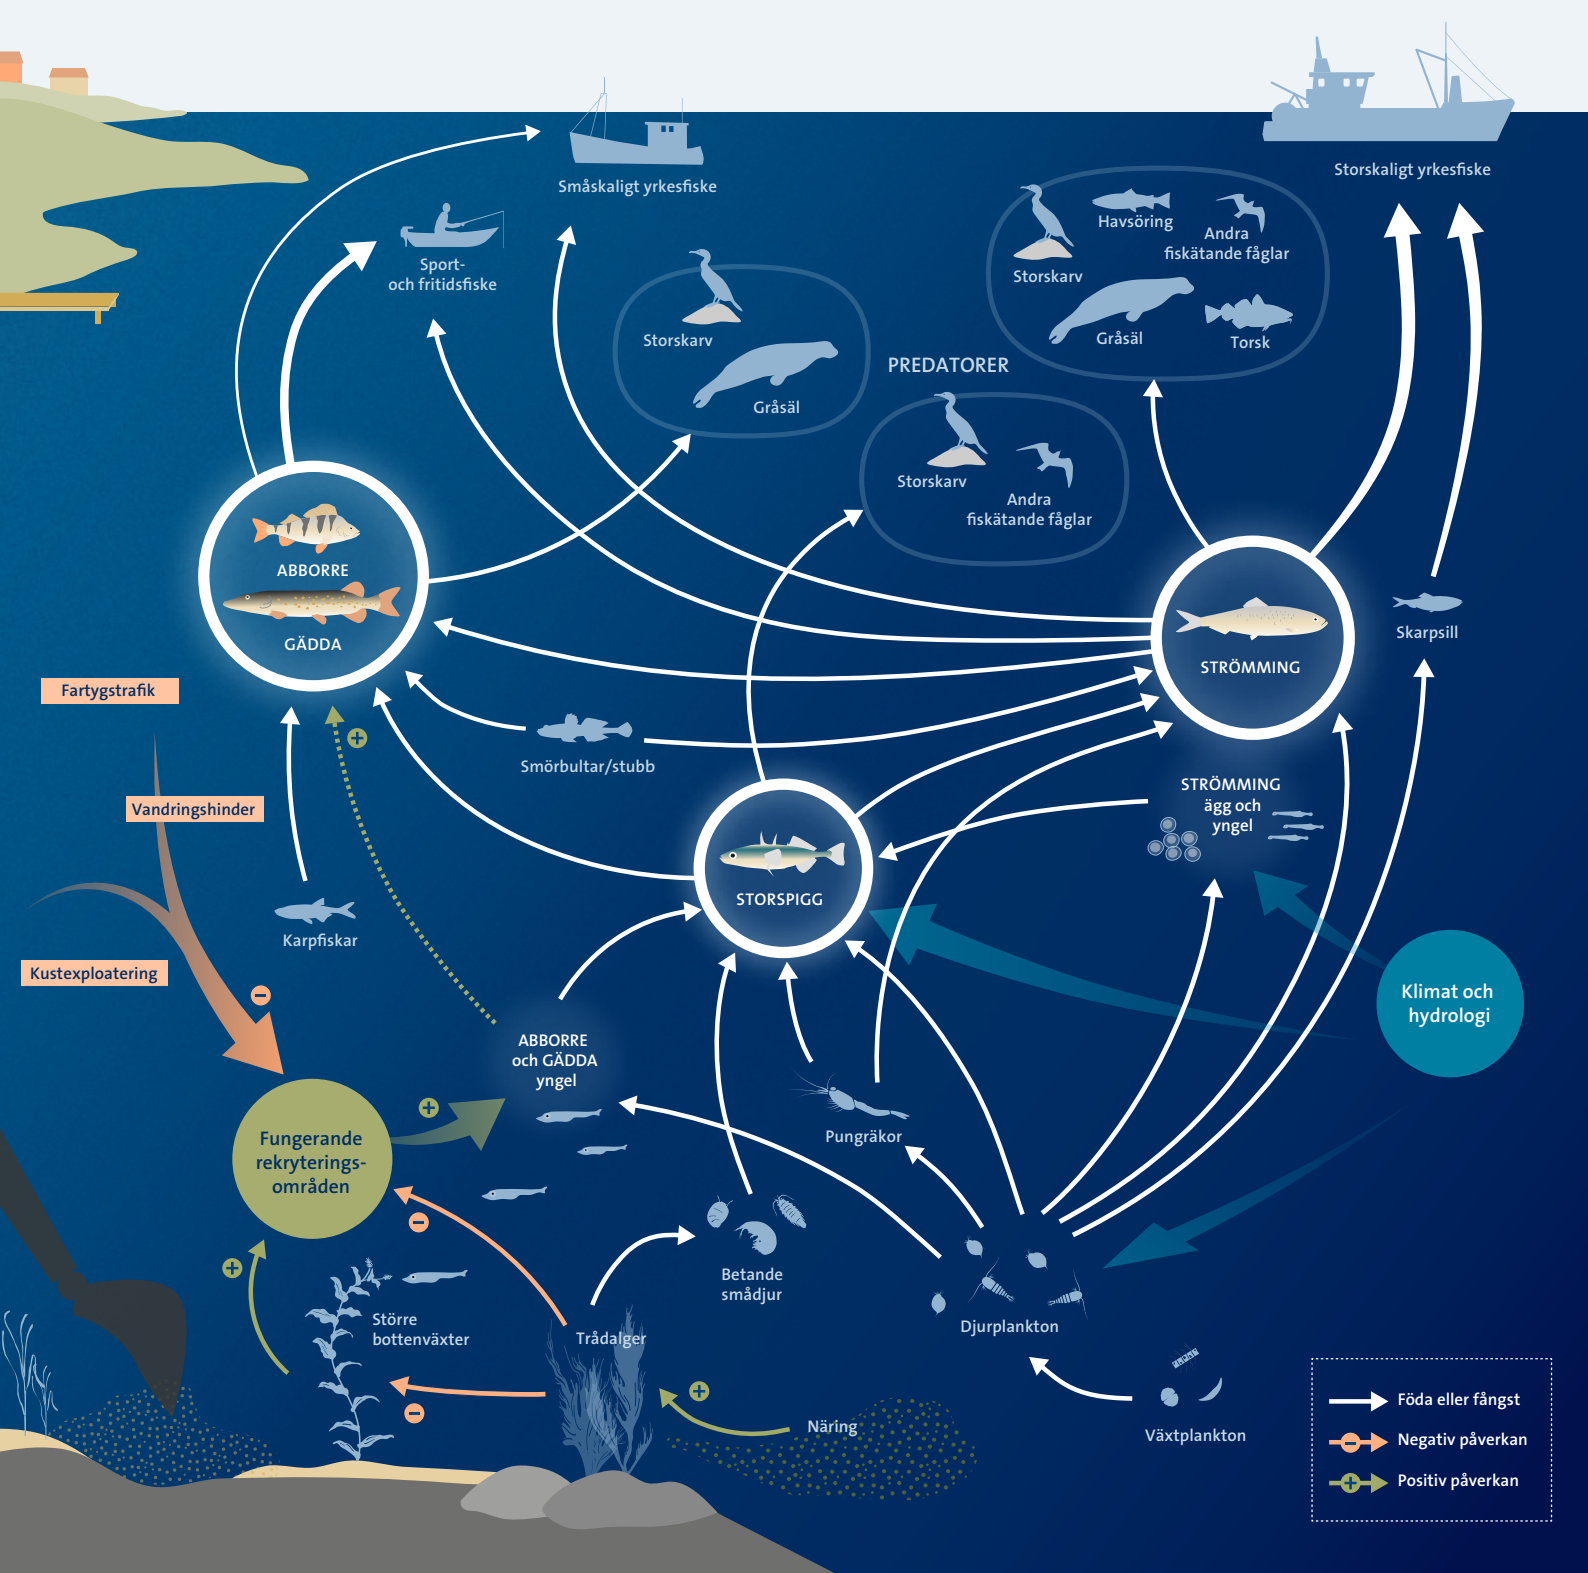 Storskaligt yrkesfiske
Småskaligt yrkesfiske
Sport-
och fritidsfiske
Havsöring
Andra
fiskätande fåglar
Storskarv
Gråsäl
Torsk
Storskarv
Gråsäl
PREDATORER
Storskarv
Andra
fiskätande fåglar
ABBORRE
GÄDDA
STRÖMMING
Skarpsill
Fartygstrafik
Vandringshinder
Kustexploatering
Smörbultar/stubb
STRÖMMING
ägg och
yngel
STORSPIGG
Karpfiskar
Klimat och
hydrologi
ABBORRE
och GÄDDA
yngel
Pungräkor
Fungerande
rekryterings-
områden
Betande
smådjur
Större
bottenväxter
Trådalger
Djurplankton
Näring
Växtplankton
Föda eller fångst
Negativ påverkan
Positiv påverkan